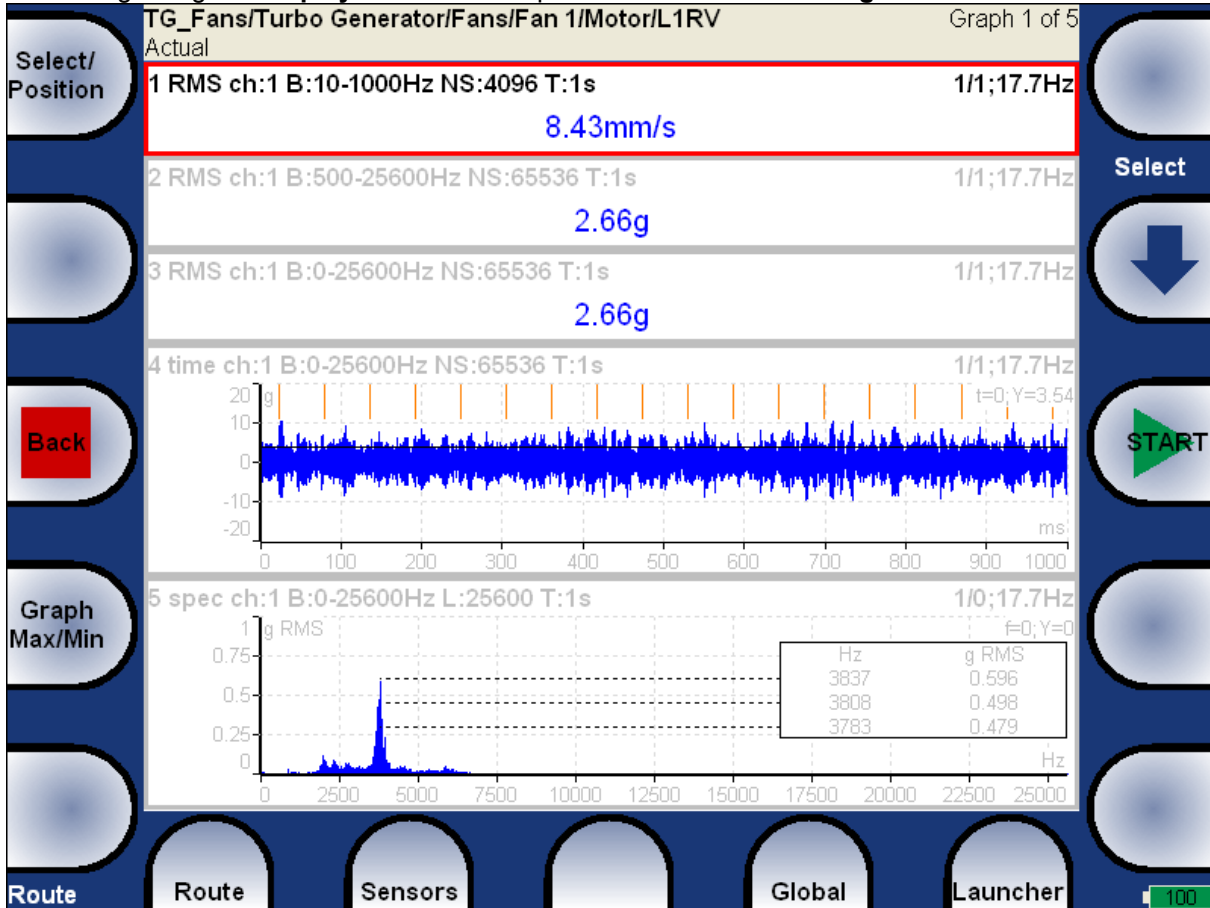 TG_Fans/Turbo Generator/Fans/Fan 1/Motor/L1RV Graph 1 of 5
Actual
Select/
Position
1 RMS ch:1 B:10-1000Hz NS:4096 T:1s 1/1;17.7Hz
8.43mm/s
Select
2 RMS ch:1 B:500-25600Hz NS:65536 T:1s 1/1;17.7Hz
2.66g
3 RMS ch:1 B:0-25600Hz NS:65536 T:1s 1/1;17.7Hz
2.66g
4 time ch:1 B:0-25600Hz NS:65536 T:1s 1/1;17.7Hz
20 g t=0;Y=3.54
10
0
-10
-20 ms
0 100 200 300 400 500 600 700 800 900 1000
Back
START
5 spec ch:1 B:0-25600Hz L:25600 T:1s 1/0;17.7Hz
1 g RMS f=0;Y=0
0.75
0.5
0.25
0 Hz
Hz g RMS
3837 0.596
3808 0.498
3783 0.479
0 2500 5000 7500 10000 12500 15000 17500 20000 22500 25000
Graph
Max/Min
Route
Route Sensors Global Launcher
100